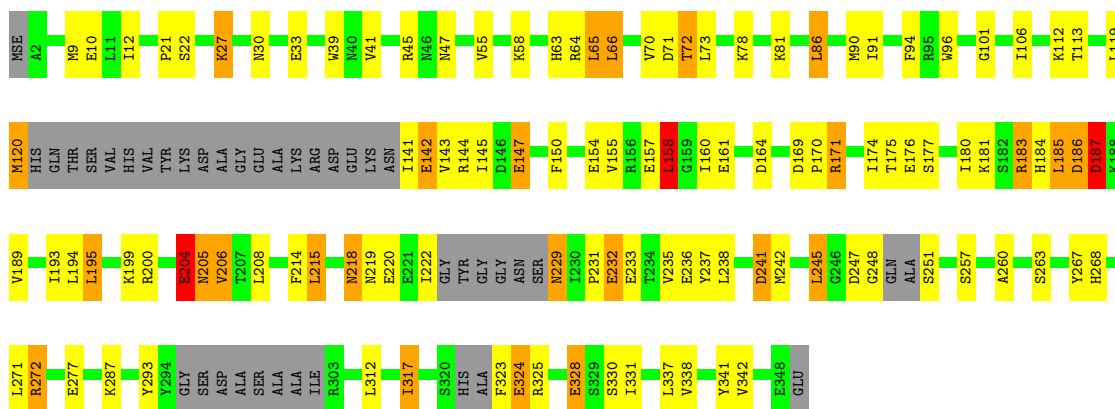 MSE A2 M9 E10 L11 I12 P21 S22 K27 N30 E33 W39 N40 V41 R45 N46 N47 V55 K58 H63 R64 L65 L66 V70 D71 T72 L73 K78 K81 L86 M90 I91 F94 R95 W96 G101 I106 K112 T113 L119
M120 HIS GLN THR SER VAL HIS VAL TYR LYS ASP ALA GLY GLU ALA LYS ARG ASP GLU LYS ASN I141 E142 V143 R144 I145 D146 E147 F150 E154 V155 R156 E157 L158 G159 I160 E161 D164 D169 P170 R171 I174 T175 E176 S177 I180 K181 S182 R183 H184 L185 D186 D187 K188
V189 I193 L194 L195 K199 R200 E204 N205 V206 T207 L208 F214 L215 N218 N219 E220 E221 I222 GLY TYR GLY GLY ASN SER N229 I230 P231 E232 E233 T234 V235 E236 Y237 L238 D241 M242 L245 G246 D247 G248 GLN ALA S251 S257 A260 S263 Y267 H268
L271 R272 E277 K287 Y293 Y294 GLY SER ASP ALA SER ALA ALA ILE R303 L312 I317 S320 HIS ALA F323 E324 R325 E328 S329 S330 I331 L337 V338 Y341 V342 E348 GLU